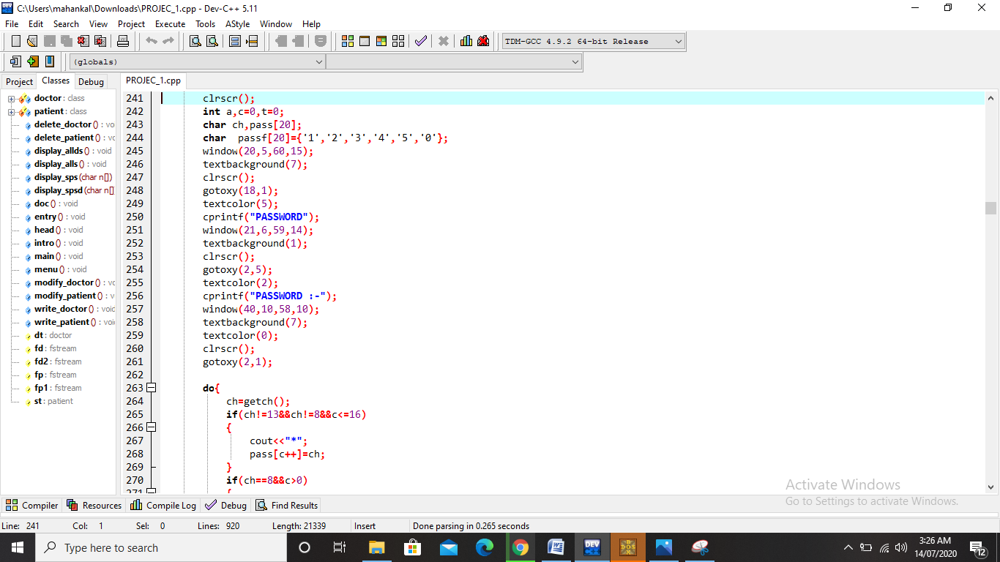 C:\Users\mahankal\Downloads\PROJEC_1.cpp - Dev-C++ 5.11
File Edit Search View Project Execute Tools AStyle Window Help
TDM-GCC 4.9.2 64-bit Release
(globals)
Project Classes Debug
PROJEC_1.cpp
doctor : class
patient : class
delete_doctor () : vo
delete_patient () : vc
display_allds () : void
display_alls () : void
display_sps (char n[])
display_spsd (char n[]
doc () : void
entry () : void
head () : void
intro () : void
main () : void
menu () : void
modify_doctor () : vc
modify_patient () : v
write_doctor () : voic
write_patient () : voi
dt : doctor
fd : fstream
fd2 : fstream
fp : fstream
fp1 : fstream
st : patient
241 clrscr();
242 int a,c=0,t=0;
243 char ch,pass[20];
244 char  passf[20]={'1','2','3','4','5','0'};
245 window(20,5,60,15);
246 textbackground(7);
247 clrscr();
248 gotoxy(18,1);
249 textcolor(5);
250 cprintf("PASSWORD");
251 window(21,6,59,14);
252 textbackground(1);
253 clrscr();
254 gotoxy(2,5);
255 textcolor(2);
256 cprintf("PASSWORD :-");
257 window(40,10,58,10);
258 textbackground(7);
259 textcolor(0);
260 clrscr();
261 gotoxy(2,1);
262
263 do{
264 ch=getch();
265 if(ch!=13&&ch!=8&&c<=16)
266 {
267 cout<<"*";
268 pass[c++]=ch;
269 }
270 if(ch==8&&c>0)
271 {
Activate Windows
Go to Settings to activate Windows.
Compiler Resources Compile Log Debug Find Results
Line: 241 Col: 1 Sel: 0 Lines: 920 Length: 21339 Insert Done parsing in 0.265 seconds
Type here to search
3:26 AM
14/07/2020
12